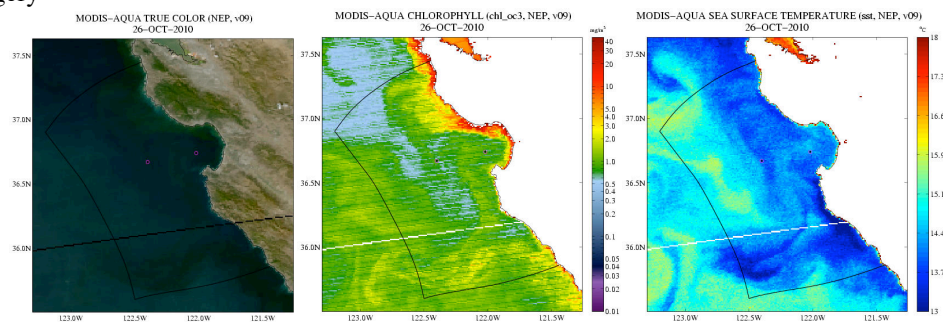 MODIS-AQUA TRUE COLOR (NEP, v09)
26-OCT-2010
37.5N
37.0N
36.5N
36.0N
123.0W 122.5W 122.0W 121.5W
MODIS-AQUA CHLOROPHYLL (chl_oc3, NEP, v09)
26-OCT-2010
mg/m³
37.5N
37.0N
36.5N
36.0N
123.0W 122.5W 122.0W 121.5W
40
30
20
10
5.0
4.0
3.0
2.0
1.0
0.5
0.4
0.3
0.2
0.1
0.05
0.04
0.03
0.02
0.01
MODIS-AQUA SEA SURFACE TEMPERATURE (sst, NEP, v09)
26-OCT-2010
°C
37.5N
37.0N
36.5N
36.0N
123.0W 122.5W 122.0W 121.5W
18
17.3
16.5
15.8
15.1
14.4
13.7
13